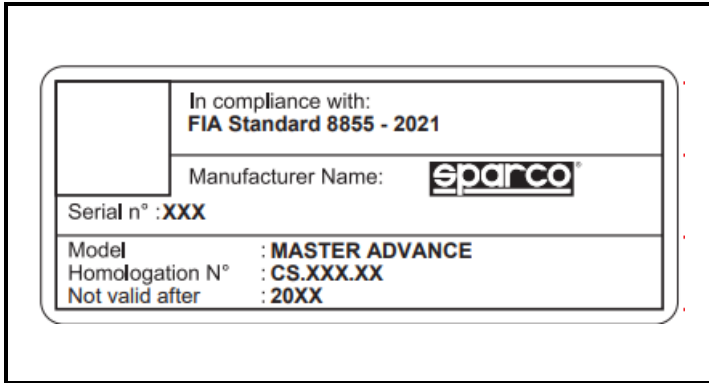 In compliance with:
FIA Standard 8855 - 2021
Manufacturer Name: sparco®
Serial n° :XXX
Model : MASTER ADVANCE
Homologation N° : CS.XXX.XX
Not valid after : 20XX